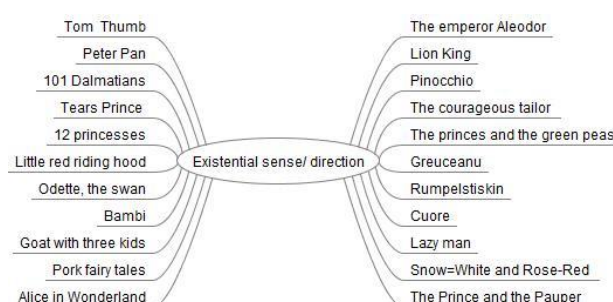 Tom Thumb
Peter Pan
101 Dalmatians
Tears Prince
12 princesses
Little red riding hood
Odette, the swan
Bambi
Goat with three kids
Pork fairy tales
Alice in Wonderland
Existential sense/ direction
The emperor Aleodor
Lion King
Pinocchio
The courageous tailor
The princes and the green peas
Greuceanu
Rumpelstiskin
Cuore
Lazy man
Snow=White and Rose-Red
The Prince and the Pauper